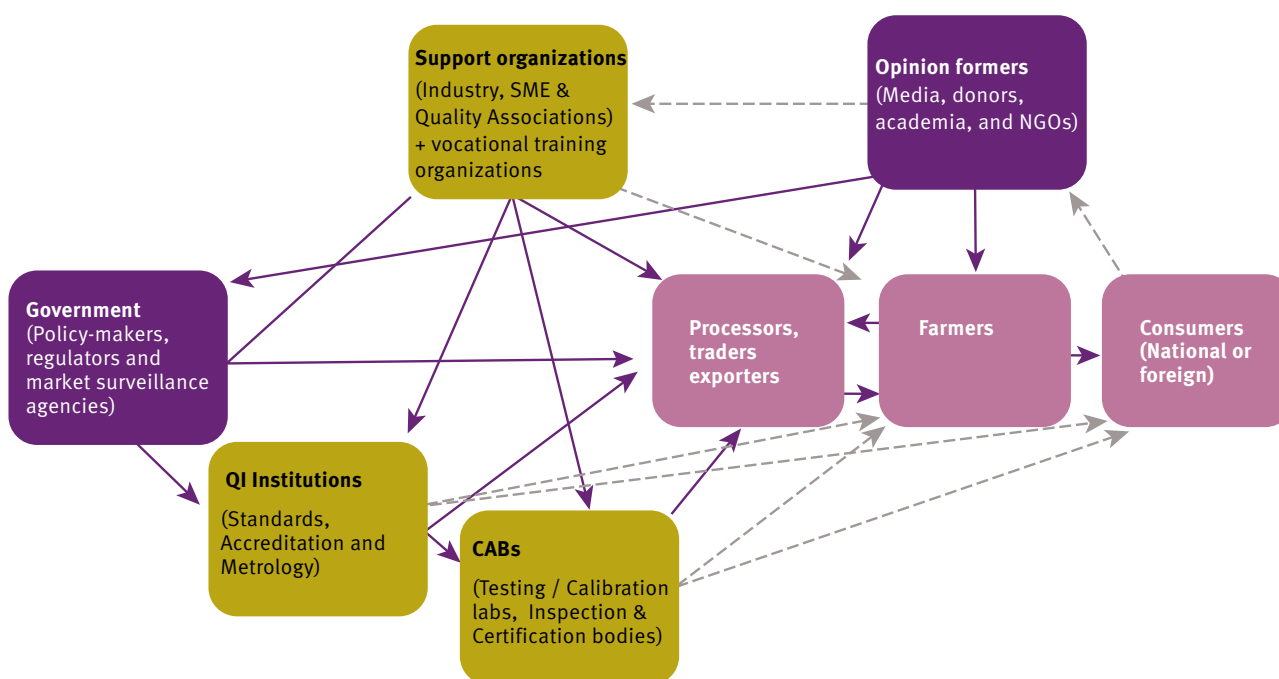 Support organizations
(Industry, SME &
Quality Associations)
+ vocational training
organizations
Opinion formers
(Media, donors,
academia, and NGOs)
Government
(Policy-makers,
regulators and
market surveillance
agencies)
Processors,
traders
exporters
Farmers
Consumers
(National or
foreign)
QI Institutions
(Standards,
Accreditation and
Metrology)
CABs
(Testing / Calibration
labs,  Inspection &
Certification bodies)